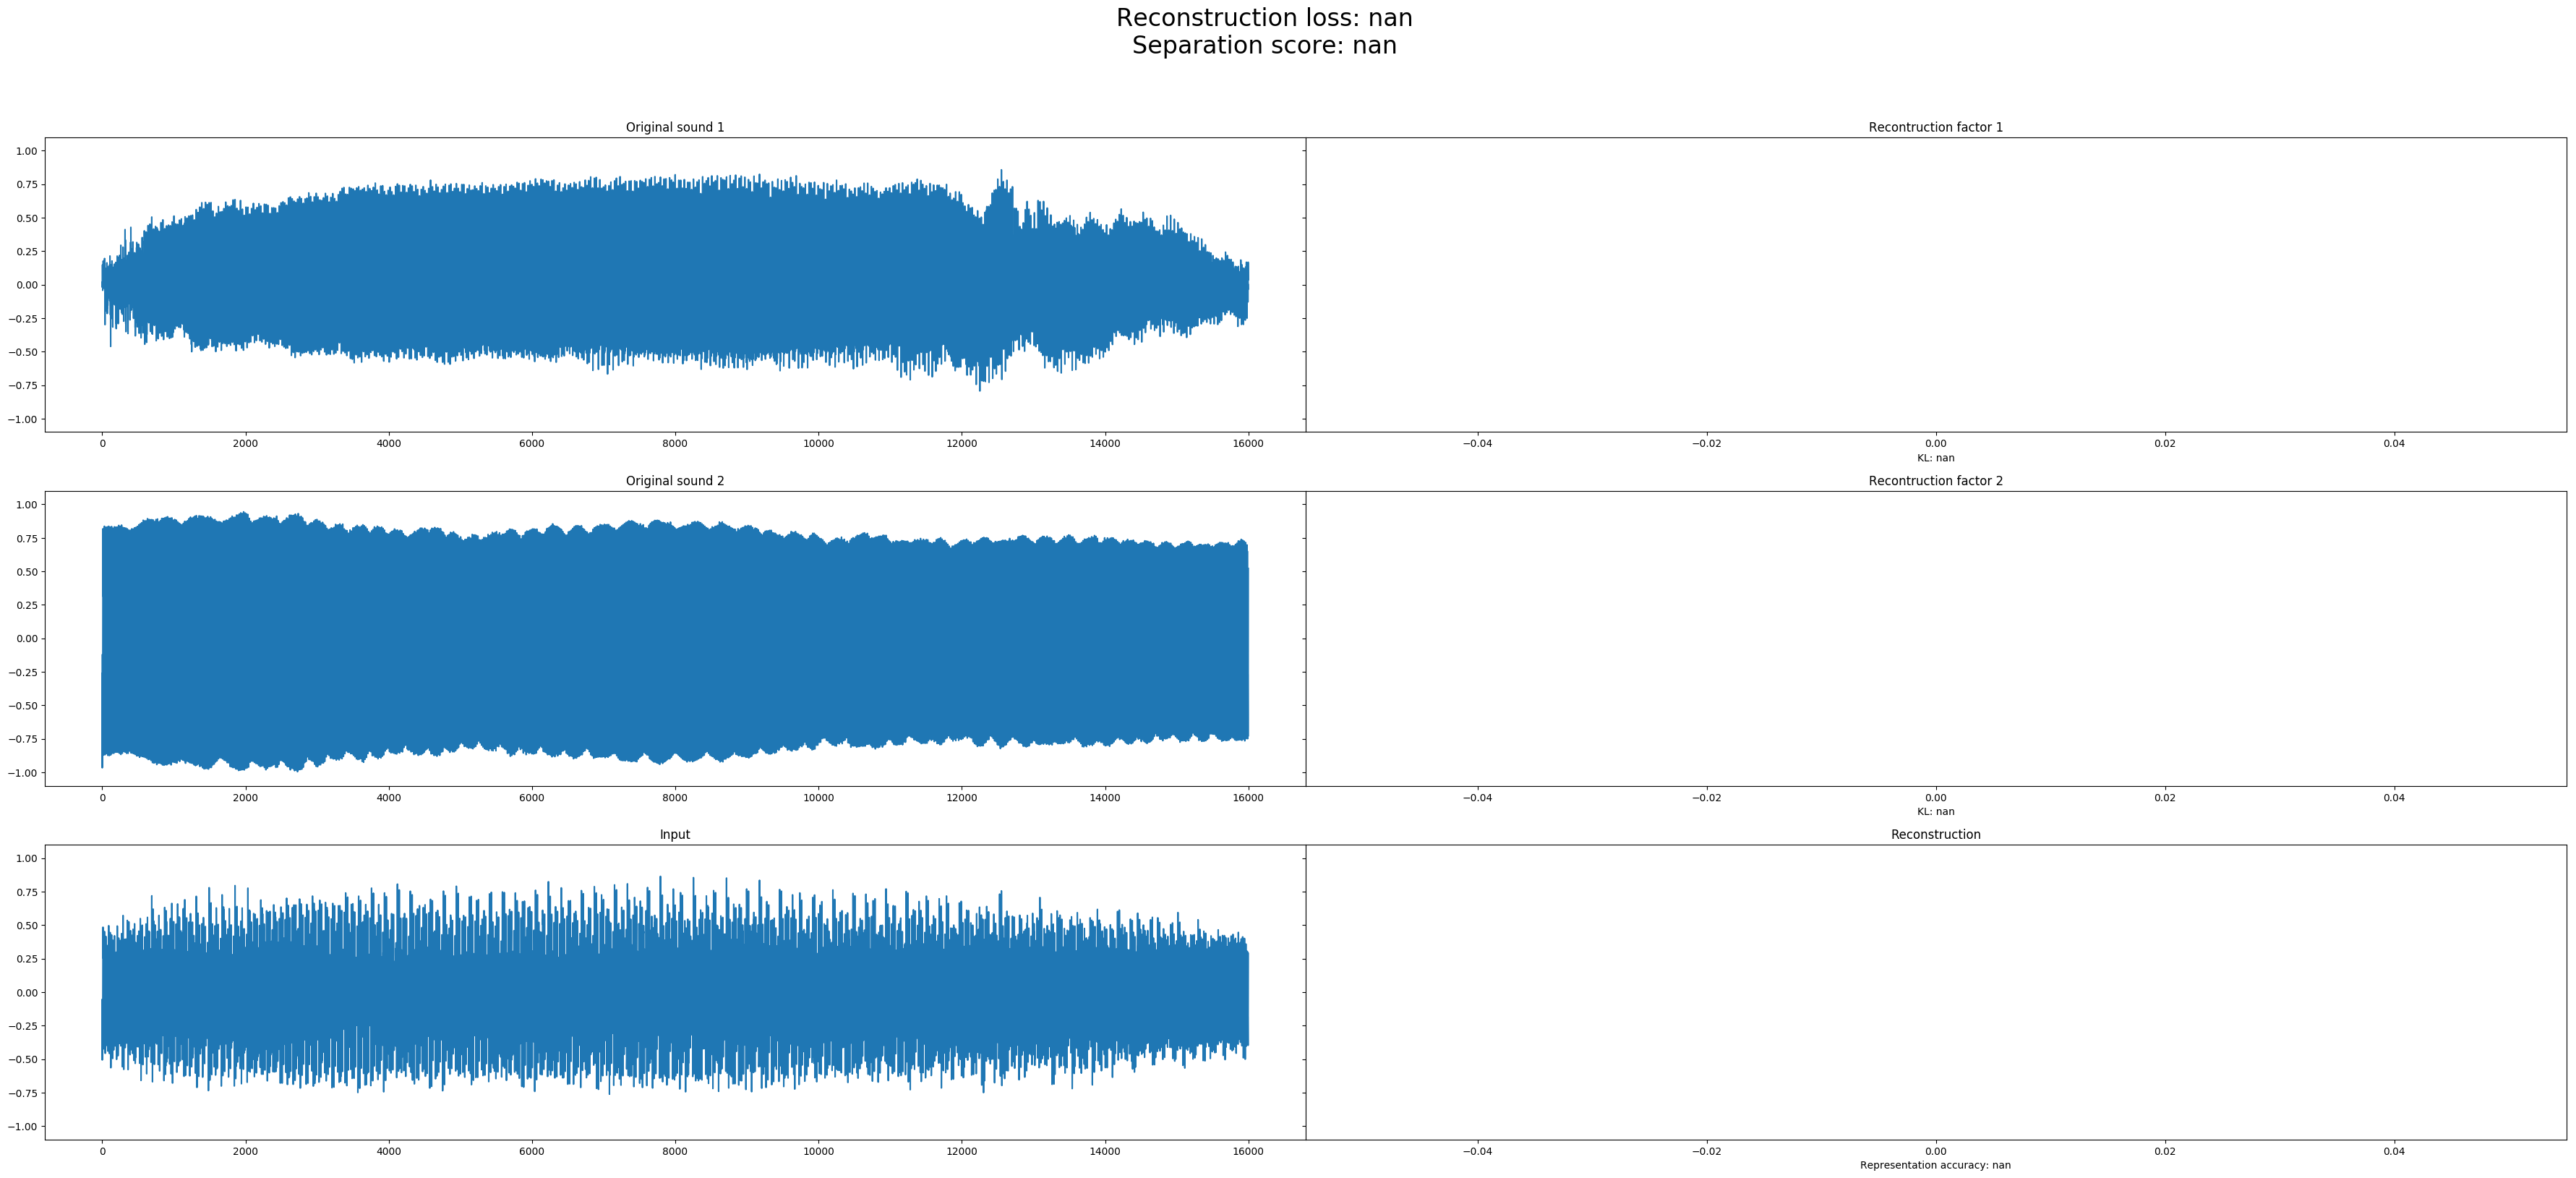 Reconstruction loss: nan
Separation score: nan
Original sound 1
Recontruction factor 1
1.00
0.75
0.50
0.25
0.00
−0.25
−0.50
−0.75
−1.00
0 2000 4000 6000 8000 10000 12000 14000 16000
−0.04 −0.02 0.00 0.02 0.04
KL: nan
Original sound 2
Recontruction factor 2
1.00
0.75
0.50
0.25
0.00
−0.25
−0.50
−0.75
−1.00
0 2000 4000 6000 8000 10000 12000 14000 16000
−0.04 −0.02 0.00 0.02 0.04
KL: nan
Input
Reconstruction
1.00
0.75
0.50
0.25
0.00
−0.25
−0.50
−0.75
−1.00
0 2000 4000 6000 8000 10000 12000 14000 16000
−0.04 −0.02 0.00 0.02 0.04
Representation accuracy: nan